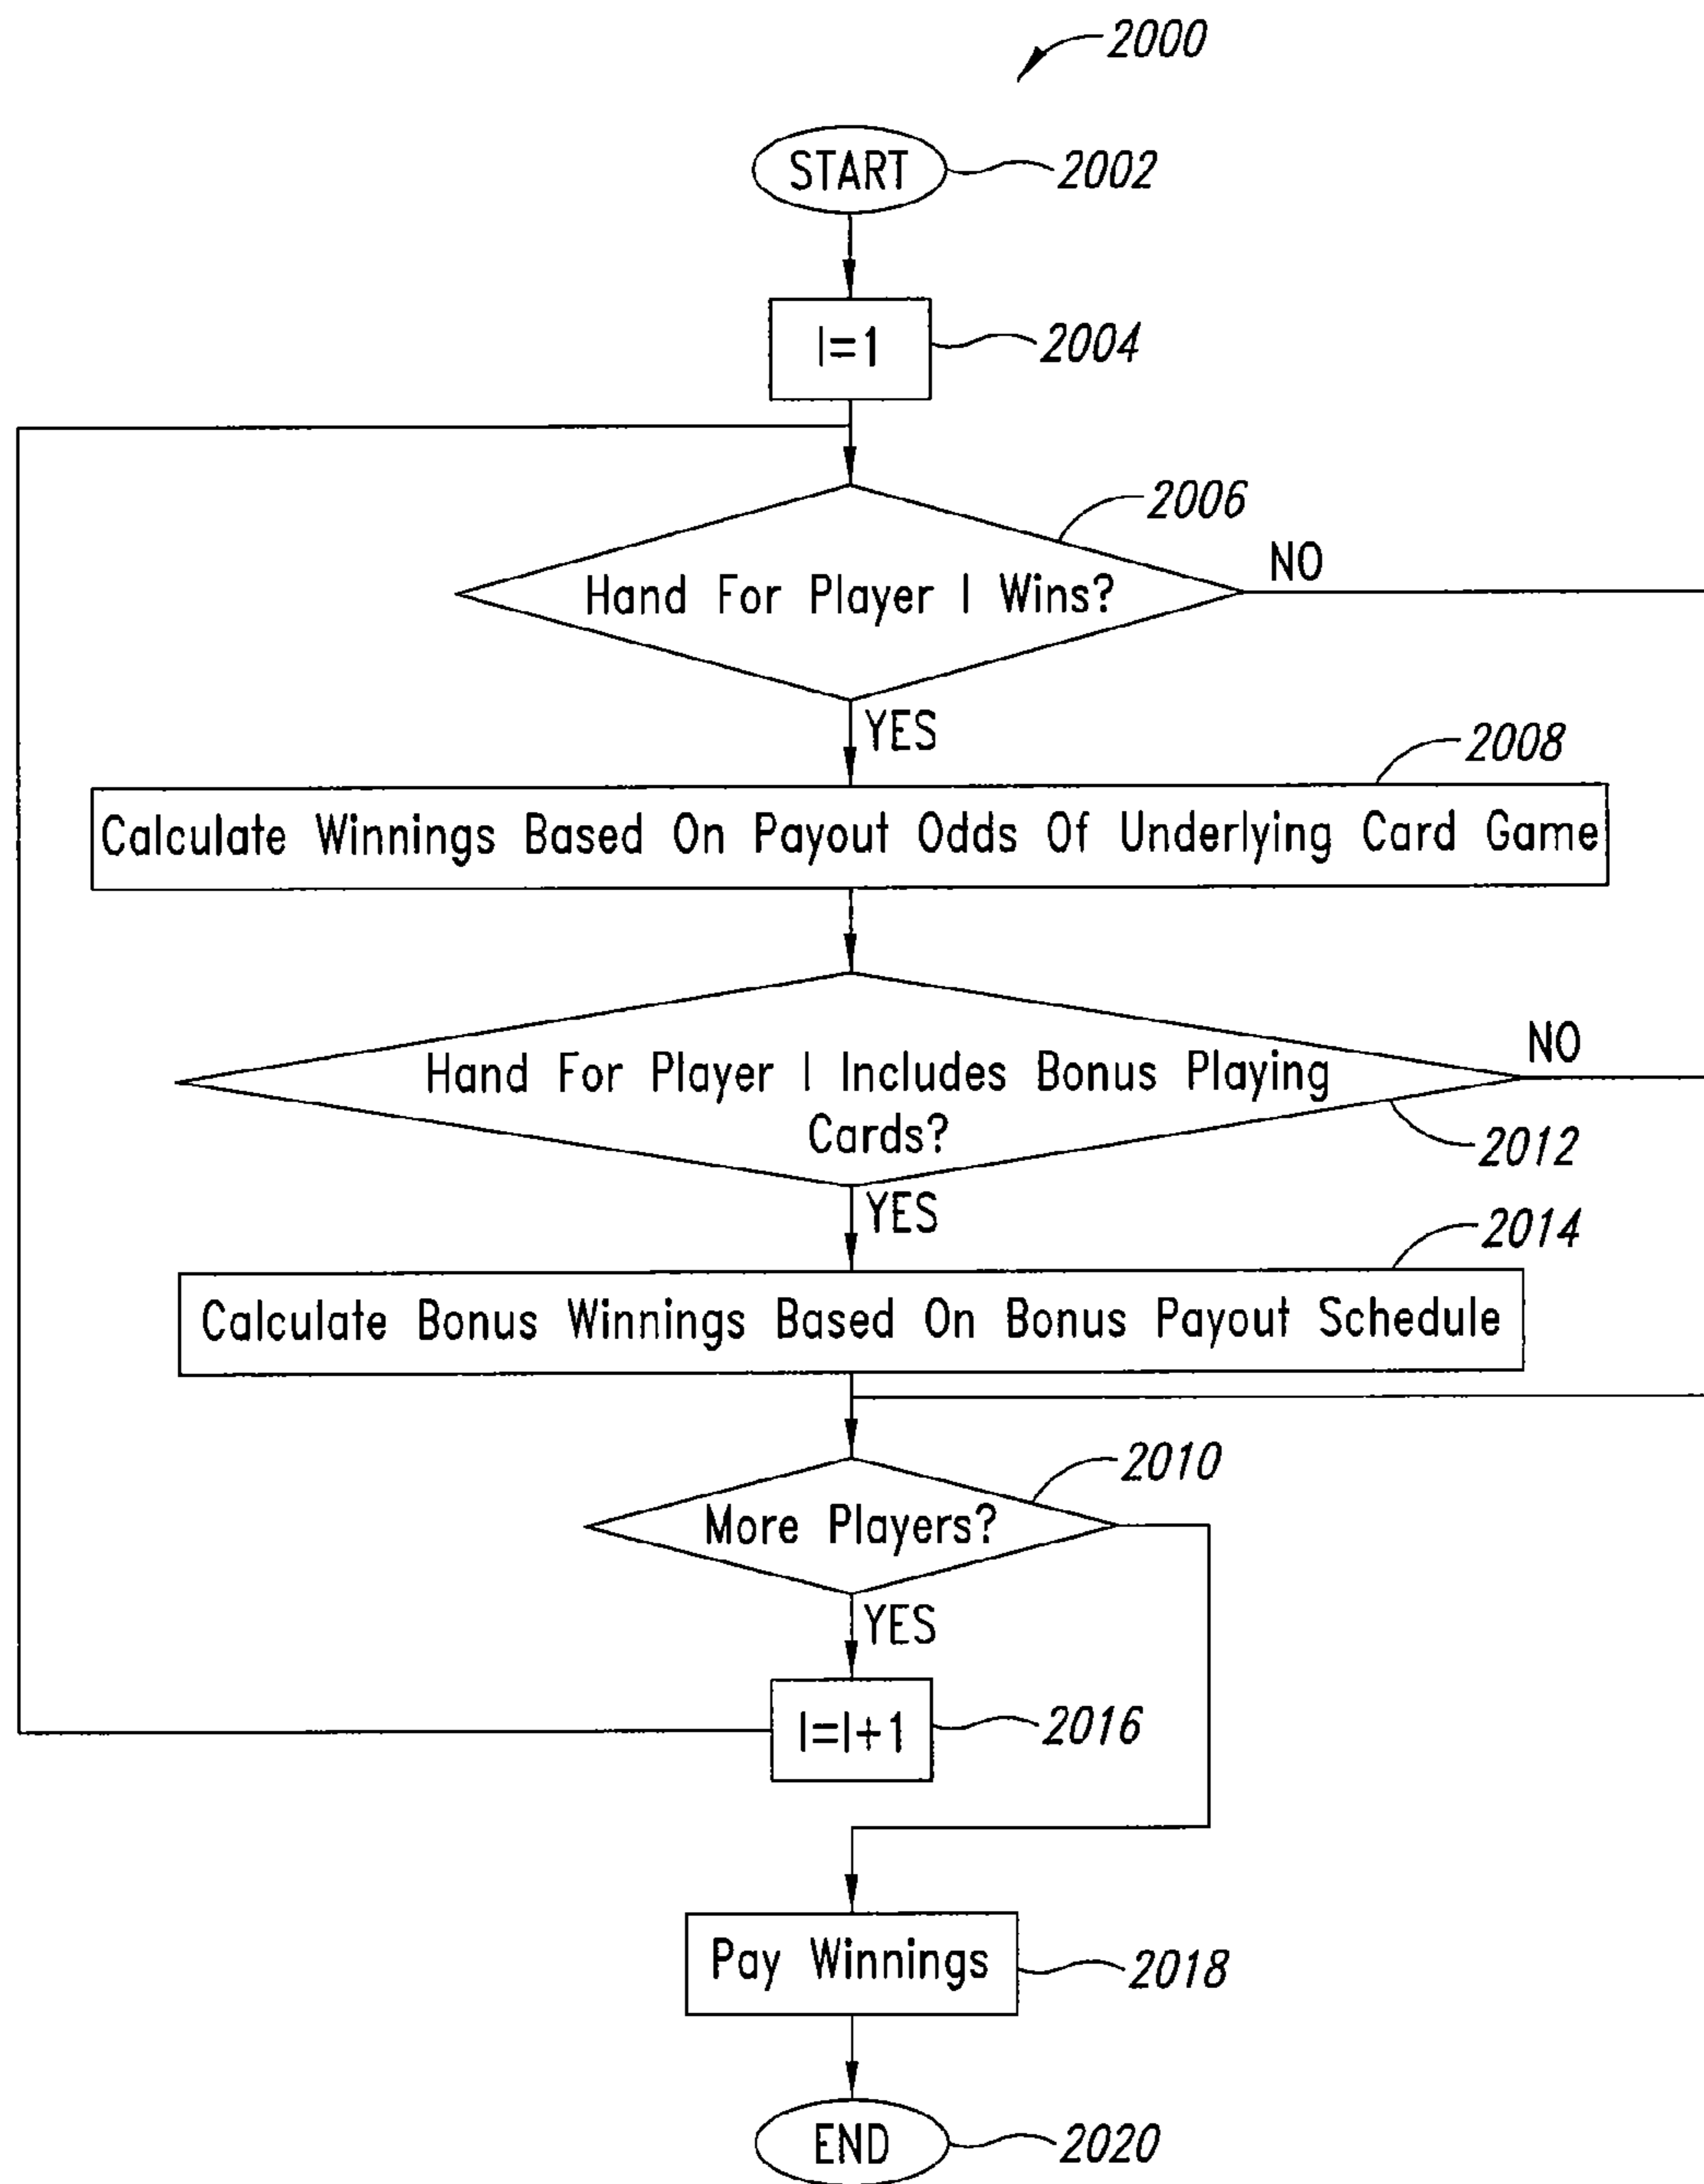 2000
START
2002
I=1
2004
2006
Hand For Player I Wins?
NO
YES
2008
Calculate Winnings Based On Payout Odds Of Underlying Card Game
Hand For Player I Includes Bonus Playing
Cards?
NO
2012
YES
2014
Calculate Bonus Winnings Based On Bonus Payout Schedule
2010
More Players?
YES
I=I+1
2016
Pay Winnings
2018
END
2020